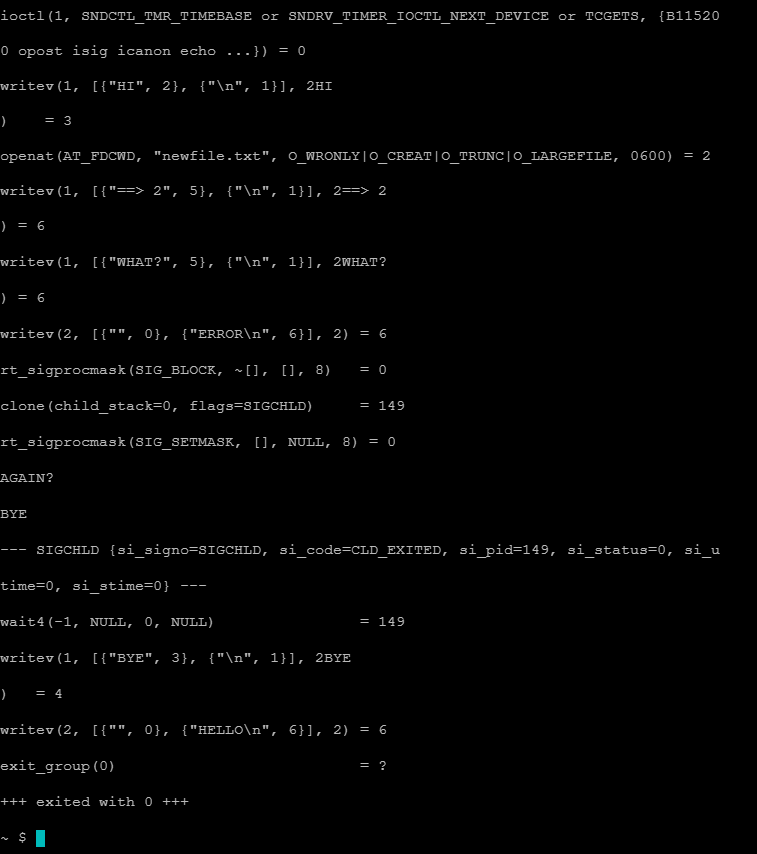 ioctl(1, SNDCTL_TMR_TIMEBASE or SNDRV_TIMER_IOCTL_NEXT_DEVICE or TCGETS, {B11520
0 opost isig icanon echo ...}) = 0
writev(1, [{"HI", 2}, {"\n", 1}], 2HI
)    = 3
openat(AT_FDCWD, "newfile.txt", O_WRONLY|O_CREAT|O_TRUNC|O_LARGEFILE, 0600) = 2
writev(1, [{"==> 2", 5}, {"\n", 1}], 2==> 2
) = 6
writev(1, [{"WHAT?", 5}, {"\n", 1}], 2WHAT?
) = 6
writev(2, [{"", 0}, {"ERROR\n", 6}], 2) = 6
rt_sigprocmask(SIG_BLOCK, ~[], [], 8)   = 0
clone(child_stack=0, flags=SIGCHLD)     = 149
rt_sigprocmask(SIG_SETMASK, [], NULL, 8) = 0
AGAIN?
BYE
--- SIGCHLD {si_signo=SIGCHLD, si_code=CLD_EXITED, si_pid=149, si_status=0, si_u
time=0, si_stime=0} ---
wait4(-1, NULL, 0, NULL)                = 149
writev(1, [{"BYE", 3}, {"\n", 1}], 2BYE
)   = 4
writev(2, [{"", 0}, {"HELLO\n", 6}], 2) = 6
exit_group(0)                           = ?
+++ exited with 0 +++
~ $